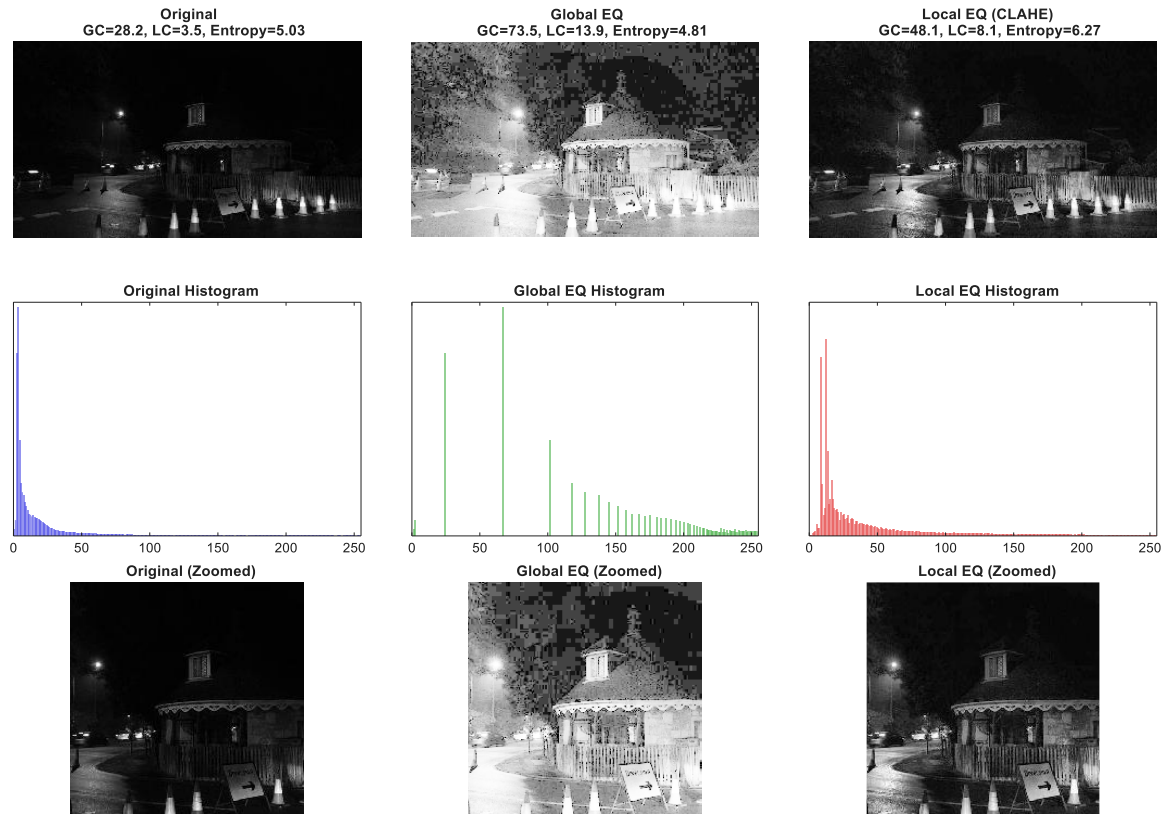 Original
GC=28.2, LC=3.5, Entropy=5.03
Global EQ
GC=73.5, LC=13.9, Entropy=4.81
Local EQ (CLAHE)
GC=48.1, LC=8.1, Entropy=6.27
Original Histogram
0 50 100 150 200 250
Global EQ Histogram
0 50 100 150 200 250
Local EQ Histogram
0 50 100 150 200 250
Original (Zoomed)
Global EQ (Zoomed)
Local EQ (Zoomed)